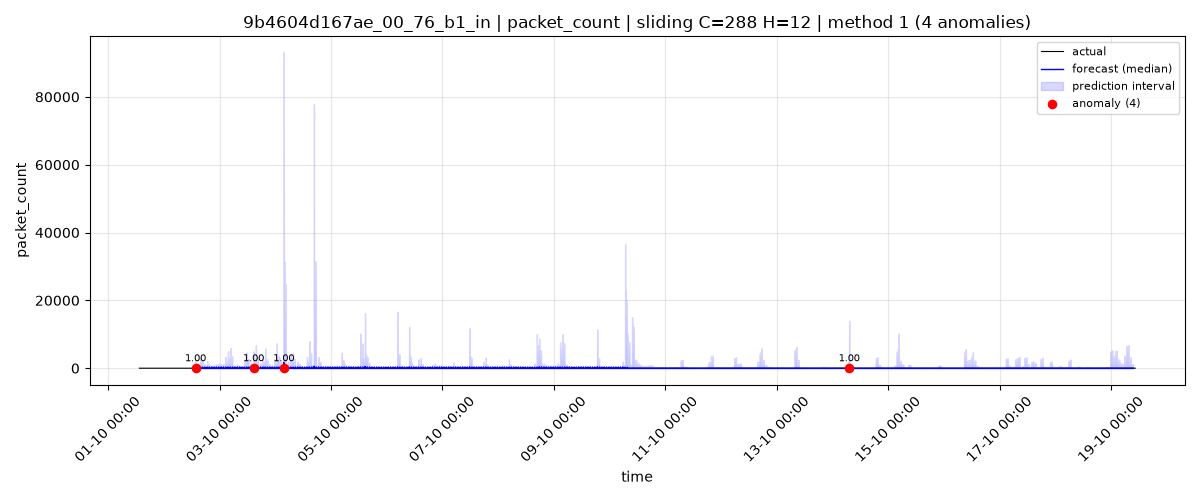 9b4604d167ae_00_76_b1_in | packet_count | sliding C=288 H=12 | method 1 (4 anomalies)
actual
forecast (median)
prediction interval
anomaly (4)
packet_count
80000
60000
40000
20000
0
1.00
1.00
1.00
1.00
01-10 00:00
03-10 00:00
05-10 00:00
07-10 00:00
09-10 00:00
11-10 00:00
13-10 00:00
15-10 00:00
17-10 00:00
19-10 00:00
time